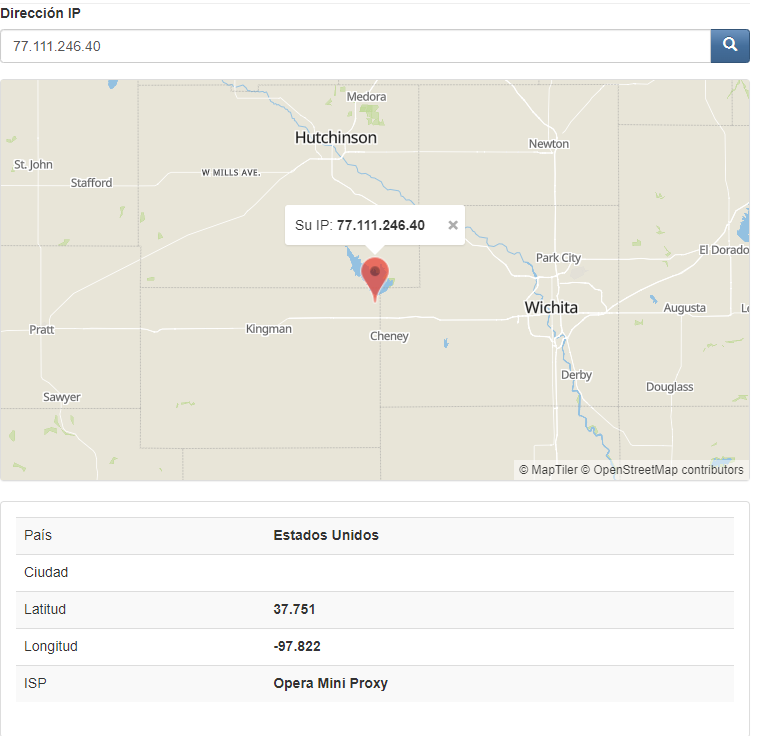 Dirección IP
77.111.246.40
Medora
Hutchinson
Newton
St. John
W MILLS AVE.
Stafford
Su IP: 77.111.246.40 ×
El Dorado
Park City
Wichita
Augusta
Pratt
Kingman
Cheney
Derby
Douglass
Sawyer
© MapTiler © OpenStreetMap contributors
País Estados Unidos
Ciudad
Latitud 37.751
Longitud -97.822
ISP Opera Mini Proxy